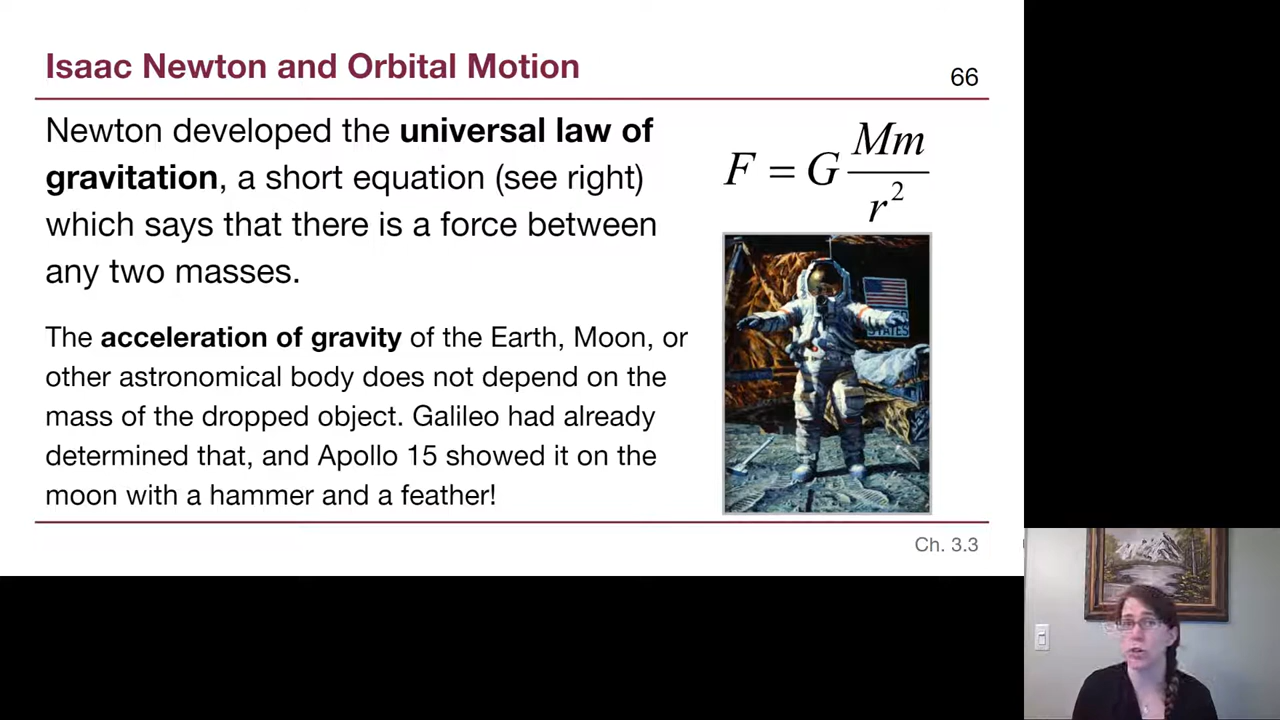 Isaac Newton and Orbital Motion
66
Newton developed the universal law of
gravitation, a short equation (see right)
which says that there is a force between
any two masses.
F = G Mm / r²
The acceleration of gravity of the Earth, Moon, or
other astronomical body does not depend on the
mass of the dropped object. Galileo had already
determined that, and Apollo 15 showed it on the
moon with a hammer and a feather!
STATES
Ch. 3.3